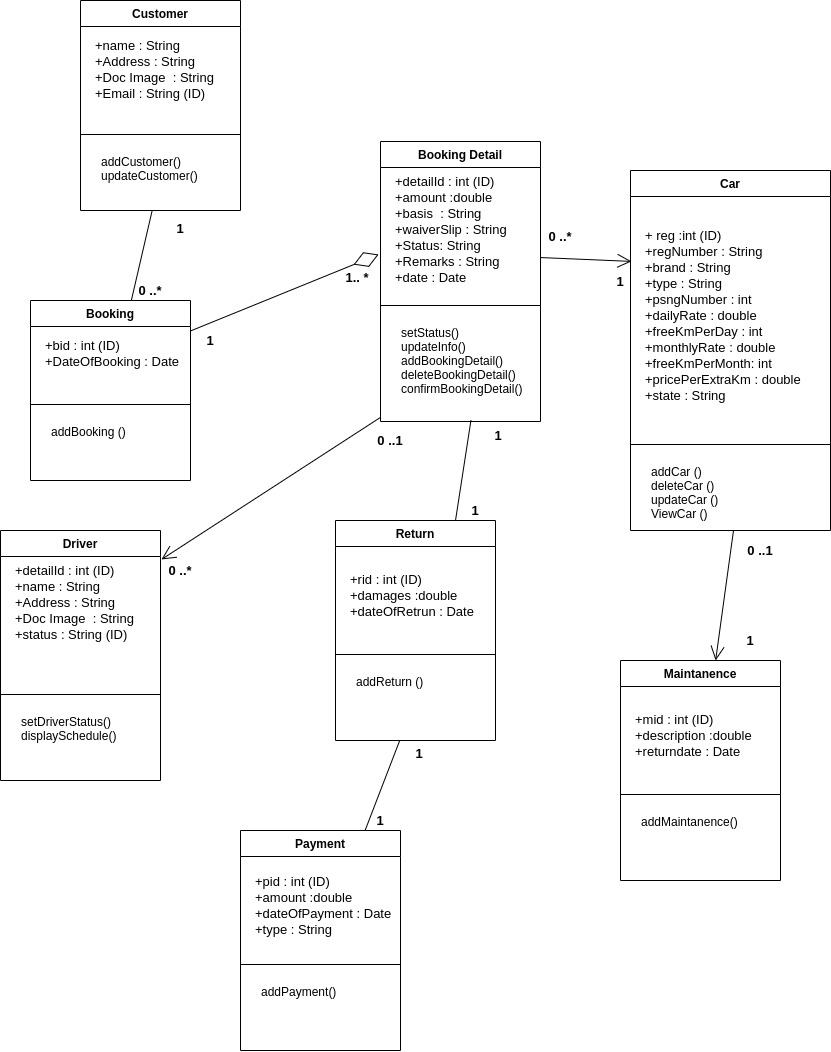 Customer
+name : String
+Address : String
+Doc Image  : String
+Email : String (ID)
addCustomer()
updateCustomer()
1
0 ..*
Booking
+bid : int (ID)
+DateOfBooking : Date
addBooking ()
1
1.. *
Booking Detail
+detailId : int (ID)
+amount :double
+basis  : String
+waiverSlip : String
+Status: String
+Remarks : String
+date : Date
setStatus()
updateInfo()
addBookingDetail()
deleteBookingDetail()
confirmBookingDetail()
0 ..*
1
Car
+ reg :int (ID)
+regNumber : String
+brand : String
+type : String
+psngNumber : int
+dailyRate : double
+freeKmPerDay : int
+monthlyRate : double
+freeKmPerMonth: int
+pricePerExtraKm : double
+state : String
addCar ()
deleteCar ()
updateCar ()
ViewCar ()
0 ..1
0 ..*
Driver
+detailId : int (ID)
+name : String
+Address : String
+Doc Image  : String
+status : String (ID)
setDriverStatus()
displaySchedule()
1
1
Return
+rid : int (ID)
+damages :double
+dateOfRetrun : Date
addReturn ()
0 ..1
1
Maintanence
+mid : int (ID)
+description :double
+returndate : Date
addMaintanence()
1
1
Payment
+pid : int (ID)
+amount :double
+dateOfPayment : Date
+type : String
addPayment()